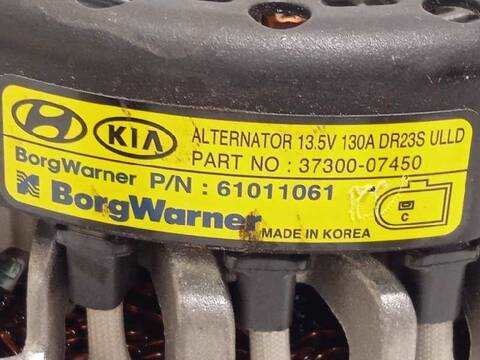 KIA ALTERNATOR 13.5V 130A DR23S ULLD
PART NO : 37300-07450
BorgWarner P/N : 61011061
BorgWarner
C
MADE IN KOREA